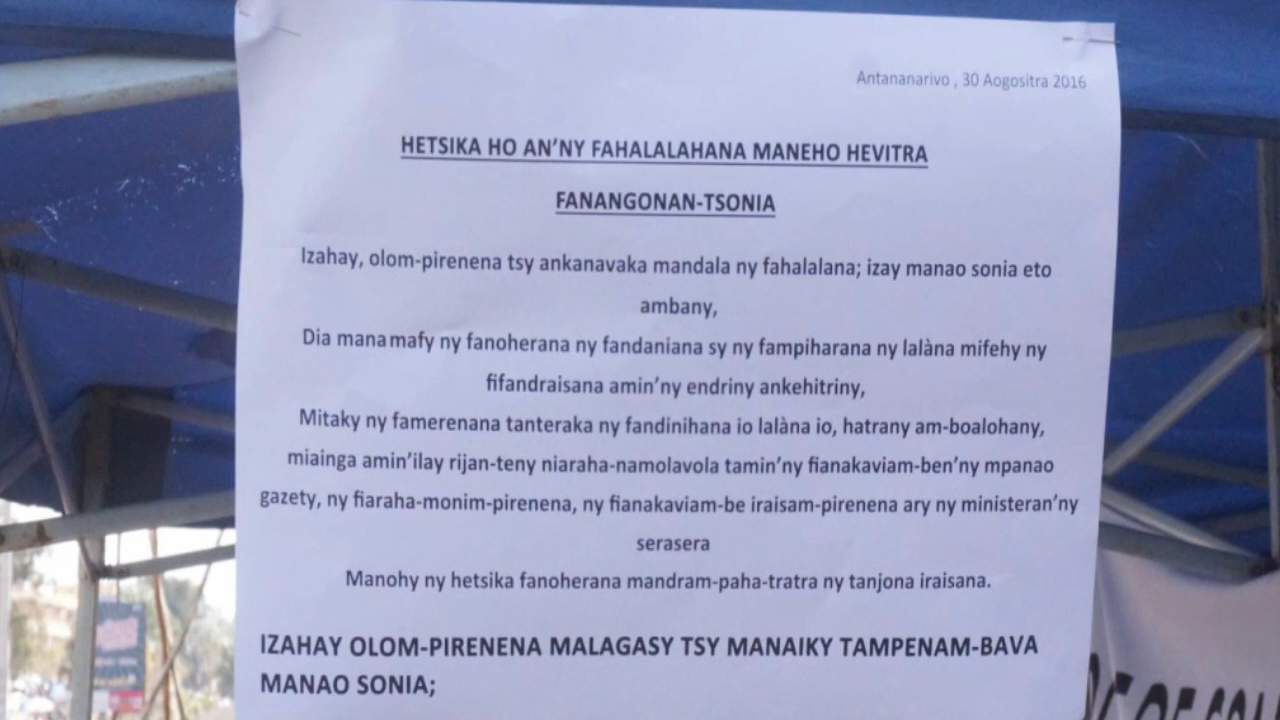 Antananarivo , 30 Aogositra 2016
HETSIKA HO AN'NY FAHALALAHANA MANEHO HEVITRA
FANANGONAN-TSONIA
Izahay, olom-pirenena tsy ankanavaka mandala ny fahalalana; izay manao sonia eto
ambany,
Dia mana mafy ny fanoherana ny fandaniana sy ny fampiharana ny lalàna mifehy ny
fifandraisana amin'ny endriny ankehitriny,
Mitaky ny famerenana tanteraka ny fandinihana io lalàna io, hatrany am-boalohany,
miainga amin'ilay rijan-teny niaraha-namolavola tamin'ny fianakaviam-ben'ny mpanao
gazety, ny fiaraha-monim-pirenena, ny fianakaviam-be iraisam-pirenena ary ny ministeran'ny
serasera
Manohy ny hetsika fanoherana mandram-paha-tratra ny tanjona iraisana.
IZAHAY OLOM-PIRENENA MALAGASY TSY MANAIKY TAMPENAM-BAVA
MANAO SONIA;